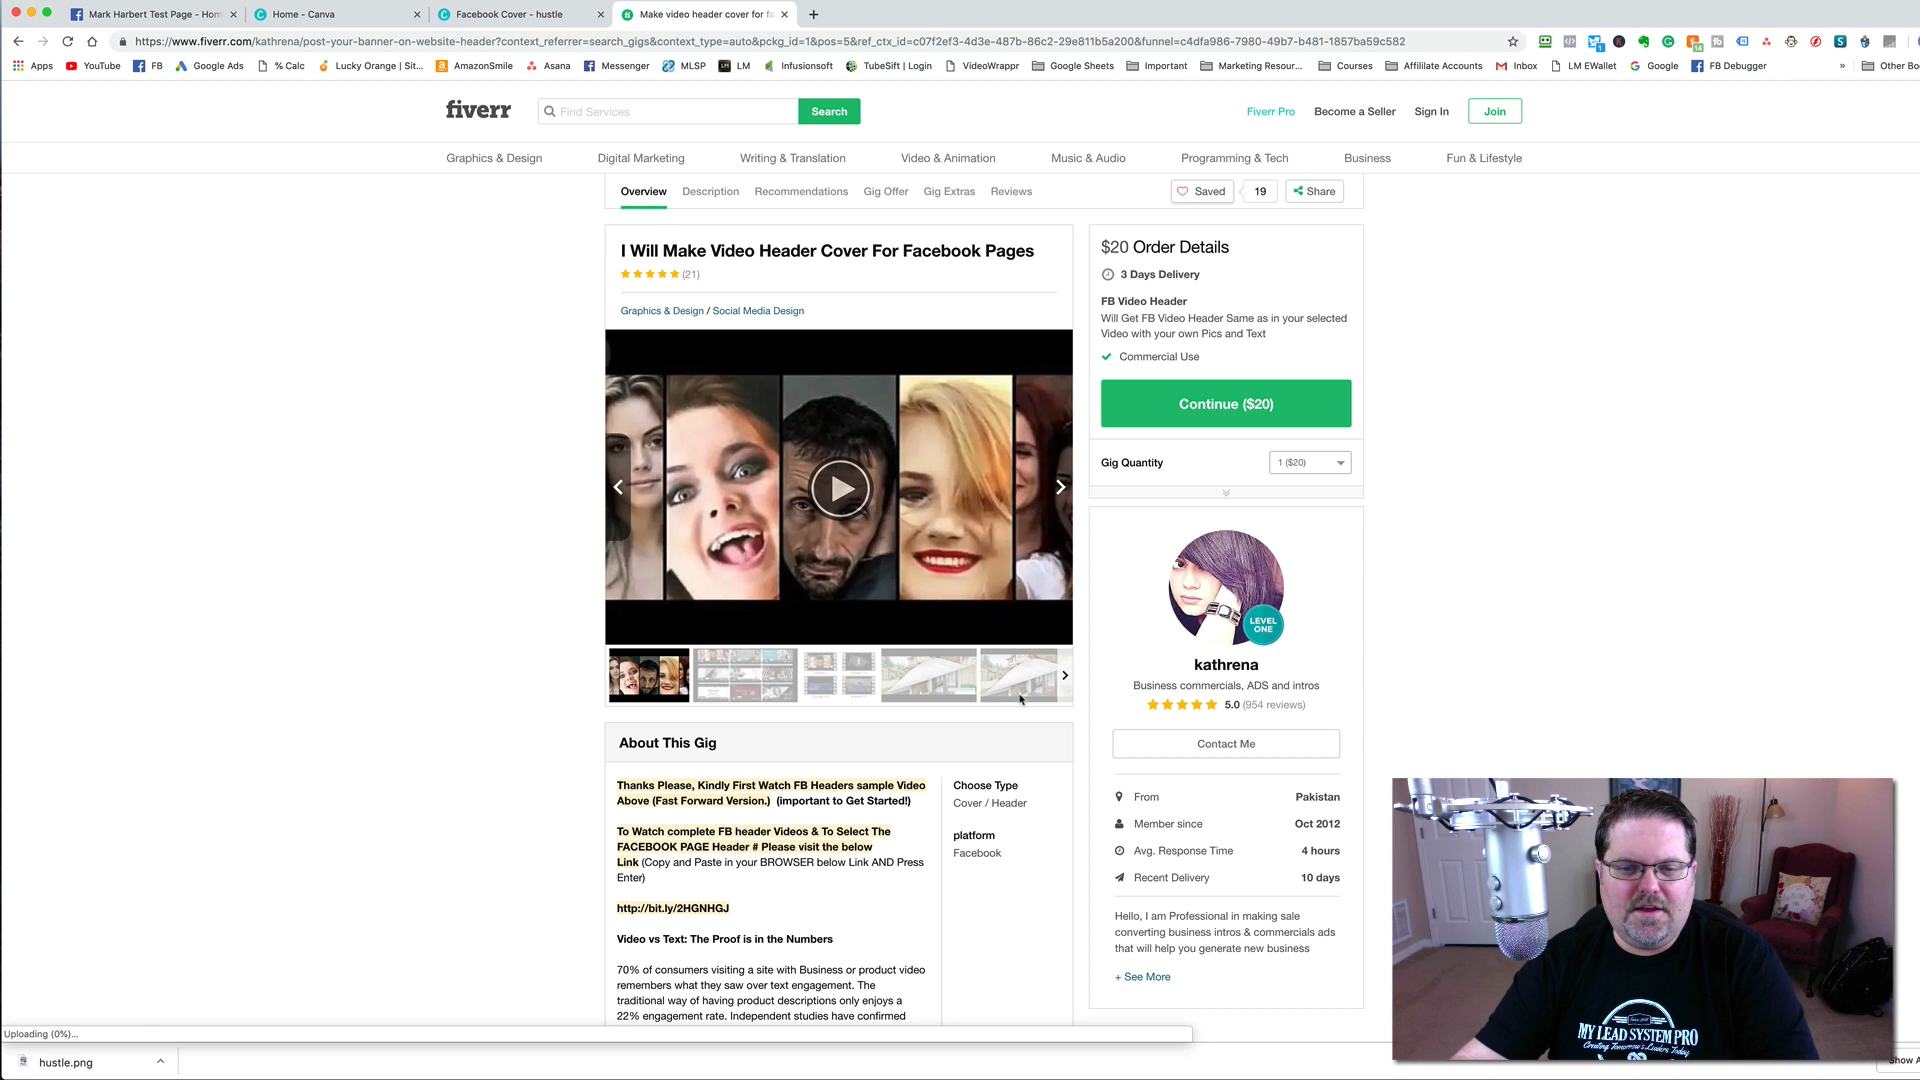 Mark Harbert Test Page - Hom
Home - Canva
Facebook Cover - hustle
Make video header cover for fa
https://www.fiverr.com/kathrena/post-your-banner-on-website-header?context_referrer=search_gigs&context_type=auto&pckg_id=1&pos=5&ref_ctx_id=c07f2ef3-4d3e-487b-86c2-29e811b5a200&funnel=c4dfa986-7980-49b7-b481-1857ba59c582
Apps YouTube FB Google Ads % Calc Lucky Orange | Sit... AmazonSmile Asana Messenger MLSP LM Infusionsoft TubeSift | Login VideoWrappr Google Sheets Important Marketing Resour... Courses Affililate Accounts Inbox LM EWallet Google FB Debugger » Other Bo
fiverr
Find Services
Search
Fiverr Pro Become a Seller Sign In Join
Graphics & Design Digital Marketing Writing & Translation Video & Animation Music & Audio Programming & Tech Business Fun & Lifestyle
Overview Description Recommendations Gig Offer Gig Extras Reviews
Saved 19 Share
I Will Make Video Header Cover For Facebook Pages
(21)
Graphics & Design / Social Media Design
About This Gig
Thanks Please, Kindly First Watch FB Headers sample Video
Above (Fast Forward Version.) (important to Get Started!)
To Watch complete FB header Videos & To Select The
FACEBOOK PAGE Header # Please visit the below
Link (Copy and Paste in your BROWSER below Link AND Press
Enter)
http://bit.ly/2HGNHGJ
Video vs Text: The Proof is in the Numbers
70% of consumers visiting a site with Business or product video
remembers what they saw over text engagement. The
traditional way of having product descriptions only enjoys a
22% engagement rate. Independent studies have confirmed
Choose Type
Cover / Header
platform
Facebook
$20 Order Details
3 Days Delivery
FB Video Header
Will Get FB Video Header Same as in your selected
Video with your own Pics and Text
Commercial Use
Continue ($20)
Gig Quantity 1 ($20)
LEVEL
ONE
kathrena
Business commercials, ADS and intros
5.0 (954 reviews)
Contact Me
From Pakistan
Member since Oct 2012
Avg. Response Time 4 hours
Recent Delivery 10 days
Hello, I am Professional in making sale
converting business intros & commercials ads
that will help you generate new business
+ See More
MY LEAD SYSTEM PRO
Creating Tomorrow's Leaders Today
Uploading (0%)...
hustle.png
Show A